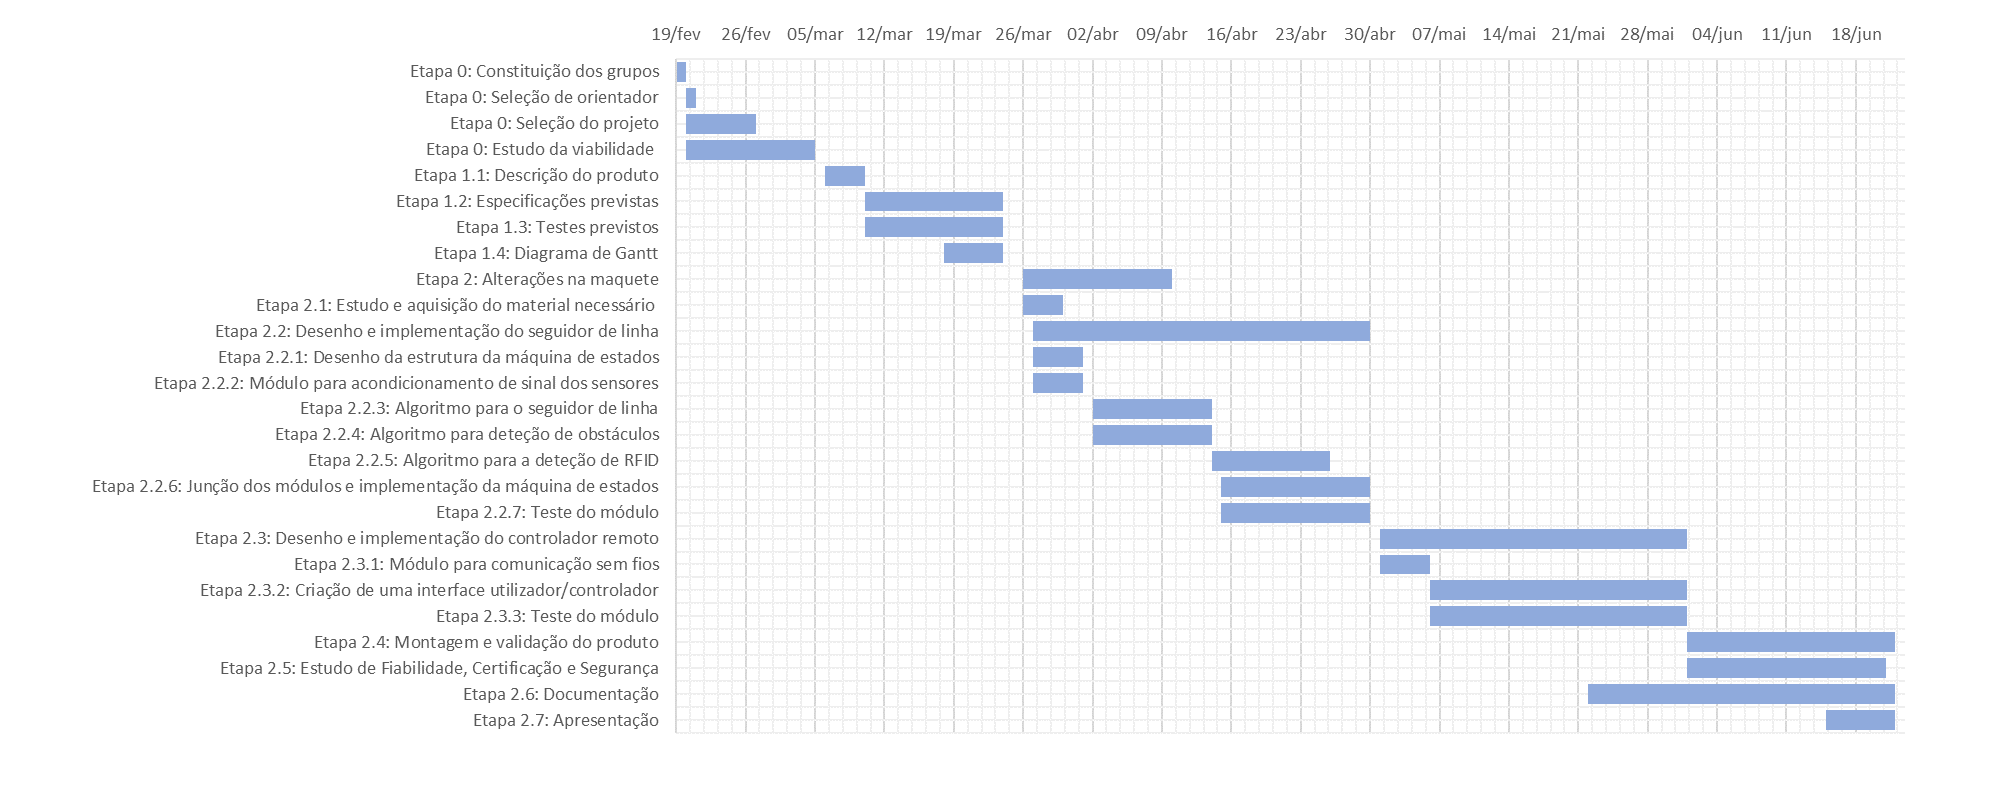 19/fev 26/fev 05/mar 12/mar 19/mar 26/mar 02/abr 09/abr 16/abr 23/abr 30/abr 07/mai 14/mai 21/mai 28/mai 04/jun 11/jun 18/jun
Etapa 0: Constituição dos grupos
Etapa 0: Seleção de orientador
Etapa 0: Seleção do projeto
Etapa 0: Estudo da viabilidade
Etapa 1.1: Descrição do produto
Etapa 1.2: Especificações previstas
Etapa 1.3: Testes previstos
Etapa 1.4: Diagrama de Gantt
Etapa 2: Alterações na maquete
Etapa 2.1: Estudo e aquisição do material necessário
Etapa 2.2: Desenho e implementação do seguidor de linha
Etapa 2.2.1: Desenho da estrutura da máquina de estados
Etapa 2.2.2: Módulo para acondicionamento de sinal dos sensores
Etapa 2.2.3: Algoritmo para o seguidor de linha
Etapa 2.2.4: Algoritmo para deteção de obstáculos
Etapa 2.2.5: Algoritmo para a deteção de RFID
Etapa 2.2.6: Junção dos módulos e implementação da máquina de estados
Etapa 2.2.7: Teste do módulo
Etapa 2.3: Desenho e implementação do controlador remoto
Etapa 2.3.1: Módulo para comunicação sem fios
Etapa 2.3.2: Criação de uma interface utilizador/controlador
Etapa 2.3.3: Teste do módulo
Etapa 2.4: Montagem e validação do produto
Etapa 2.5: Estudo de Fiabilidade, Certificação e Segurança
Etapa 2.6: Documentação
Etapa 2.7: Apresentação